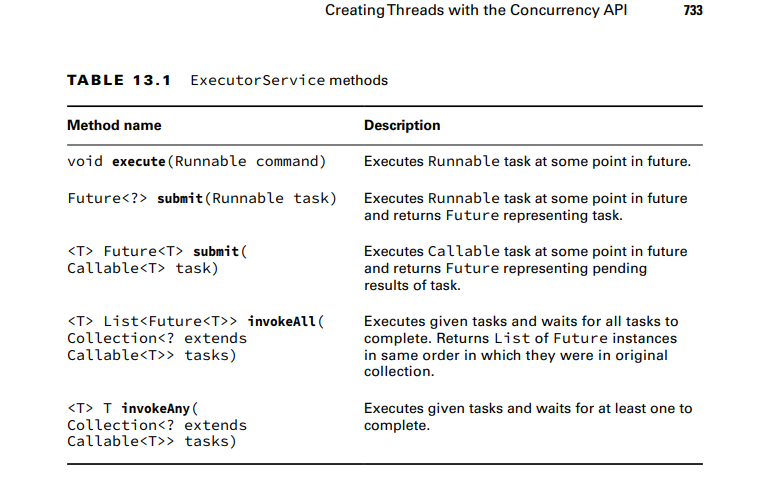 Creating Threads with the Concurrency API 733
TABLE 13.1 ExecutorService methods
Method name Description
void execute(Runnable command) Executes Runnable task at some point in future.
Future<?> submit(Runnable task) Executes Runnable task at some point in future
and returns Future representing task.
<T> Future<T> submit( Executes Callable task at some point in future
Callable<T> task) and returns Future representing pending
results of task.
<T> List<Future<T>> invokeAll( Executes given tasks and waits for all tasks to
Collection<? extends complete. Returns List of Future instances
Callable<T>> tasks) in same order in which they were in original
collection.
<T> T invokeAny( Executes given tasks and waits for at least one to
Collection<? extends complete.
Callable<T>> tasks)